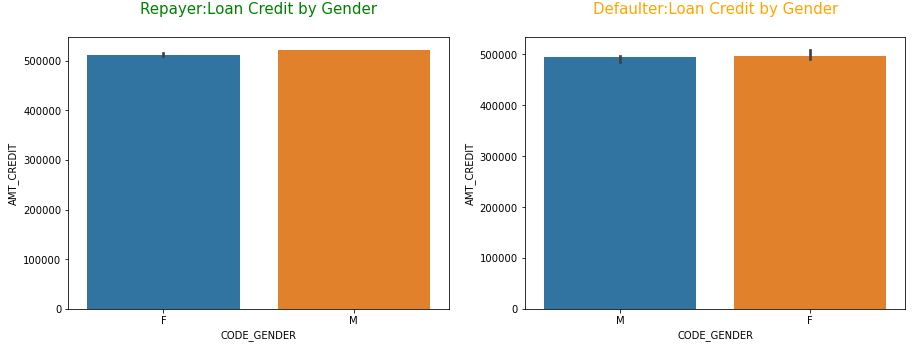 Repayer:Loan Credit by Gender
500000
400000
300000
200000
100000
0
AMT_CREDIT
F M
CODE_GENDER
Defaulter:Loan Credit by Gender
500000
400000
300000
200000
100000
0
AMT_CREDIT
M F
CODE_GENDER